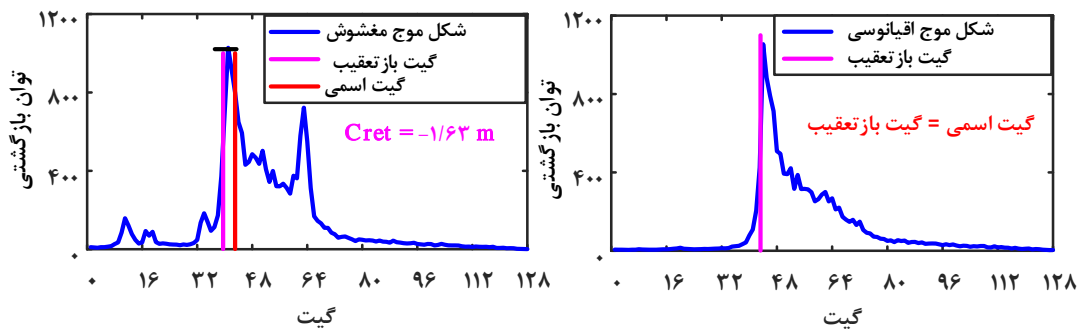 ۱۲۰۰
۸۰۰
۴۰۰
۰
توان بازگشتی
شکل موج مغشوش
گیت بازتعقیب
گیت اسمی
Cret = -۱/۶۳ m
۰ ۱۶ ۳۲ ۴۸ ۶۴ ۸۰ ۹۶ ۱۱۲ ۱۲۸
گیت
۱۲۰۰
۸۰۰
۴۰۰
۰
توان بازگشتی
شکل موج اقیانوسی
گیت بازتعقیب
گیت اسمی = گیت بازتعقیب
۰ ۱۶ ۳۲ ۴۸ ۶۴ ۸۰ ۹۶ ۱۱۲ ۱۲۸
گیت